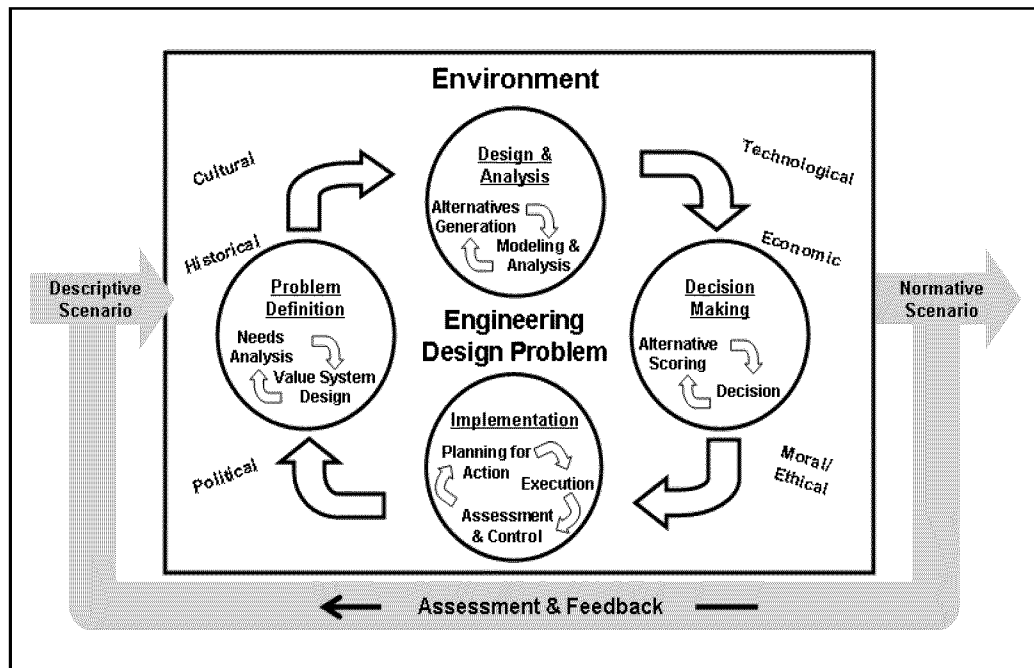 Environment
Cultural
Technological
Historical
Economic
Political
Moral/
Ethical
Descriptive
Scenario
Normative
Scenario
Design &
Analysis
Alternatives
Generation
Modeling &
Analysis
Problem
Definition
Needs
Analysis
Value System
Design
Engineering
Design Problem
Decision
Making
Alternative
Scoring
Decision
Implementation
Planning for
Action
Execution
Assessment
& Control
Assessment & Feedback